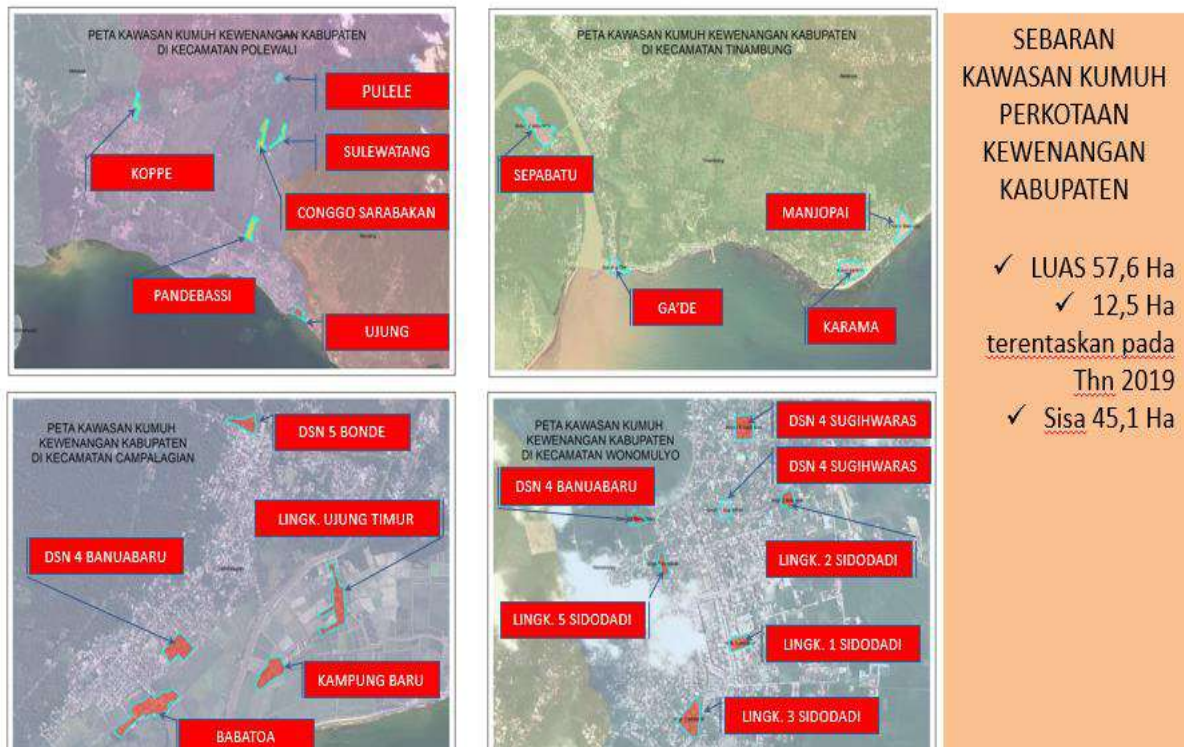 PETA KAWASAN KUMUH KEWENANGAN KABUPATEN
DI KECAMATAN POLEWALI
PULELE
SULEWATANG
KOPPE
CONGGO SARABAKAN
PANDEBASSI
UJUNG
PETA KAWASAN KUMUH KEWENANGAN KABUPATEN
DI KECAMATAN TINAMBUNG
SEPABATU
MANJOPAI
GA'DE
KARAMA
SEBARAN
KAWASAN KUMUH
PERKOTAAN
KEWENANGAN
KABUPATEN
✓ LUAS 57,6 Ha
✓ 12,5 Ha
terentaskan pada
Thn 2019
✓ Sisa 45,1 Ha
PETA KAWASAN KUMUH
KEWENANGAN KABUPATEN
DI KECAMATAN CAMPALAGIAN
DSN 5 BONDE
LINGK. UJUNG TIMUR
DSN 4 BANUABARU
KAMPUNG BARU
BABATOA
PETA KAWASAN KUMUH
KEWENANGAN KABUPATEN
DI KECAMATAN WONOMULYO
DSN 4 SUGIHWARAS
DSN 4 SUGIHWARAS
DSN 4 BANUABARU
LINGK. 2 SIDODADI
LINGK. 5 SIDODADI
LINGK. 1 SIDODADI
LINGK. 3 SIDODADI